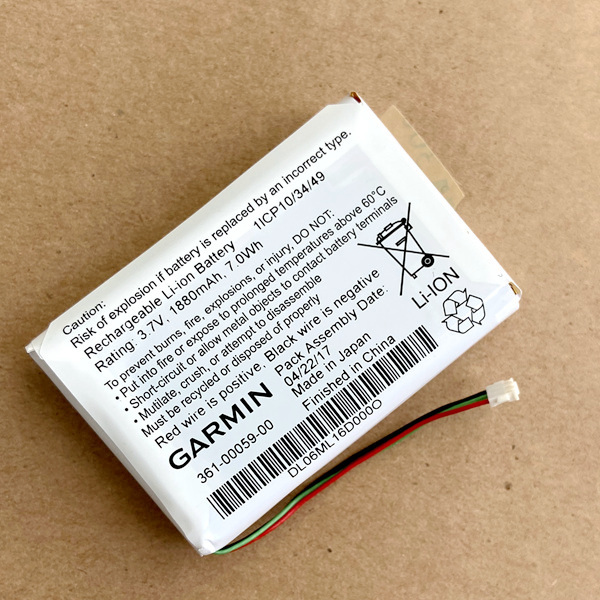 Caution:
Risk of explosion if battery is replaced by an incorrect type.
Rechargeable Li-ion Battery 1ICP10/34/49
Rating: 3.7V, 1880mAh, 7.0Wh
To prevent burns, fire, explosions, or injury, DO NOT:
• Put into fire or expose to prolonged temperatures above 60°C
• Short-circuit or allow metal objects to contact battery terminals
• Mutilate, crush, or attempt to disassemble
Must be recycled or disposed of properly
Red wire is positive. Black wire is negative
GARMIN
Pack Assembly Date:
04/22/17
Made in Japan
361-00059-00
Finished in China
DL06ML16D000O
Li-ION